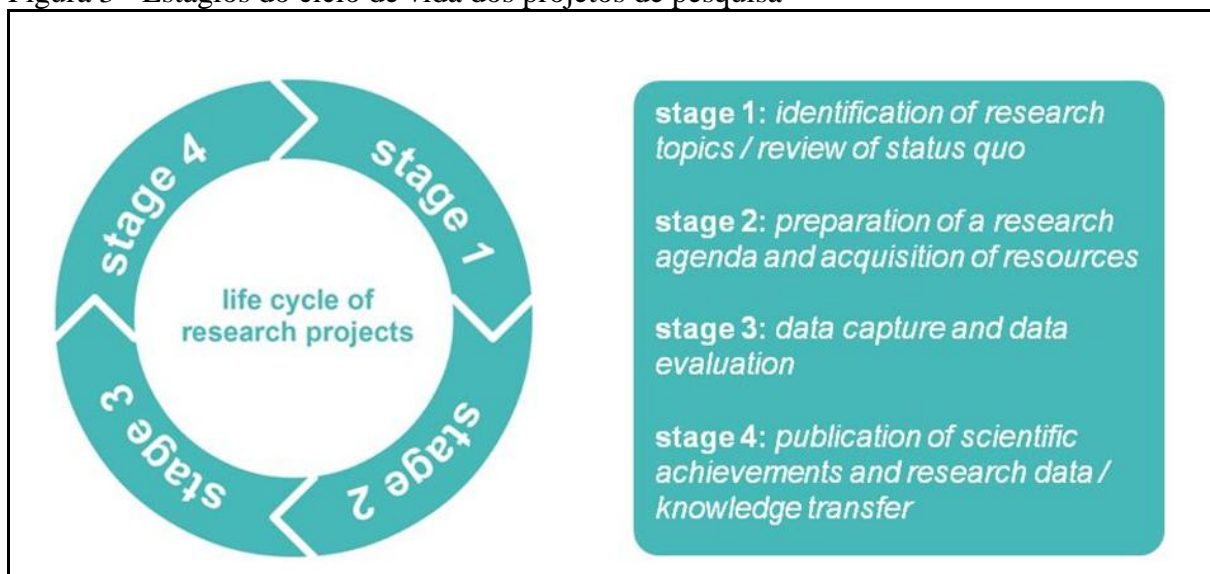 Figura 3 - Estágios do ciclo de vida dos projetos de pesquisa
stage 4
stage 1
life cycle of
research projects
stage 3
stage 2
stage 1: identification of research
topics / review of status quo
stage 2: preparation of a research
agenda and acquisition of resources
stage 3: data capture and data
evaluation
stage 4: publication of scientific
achievements and research data /
knowledge transfer